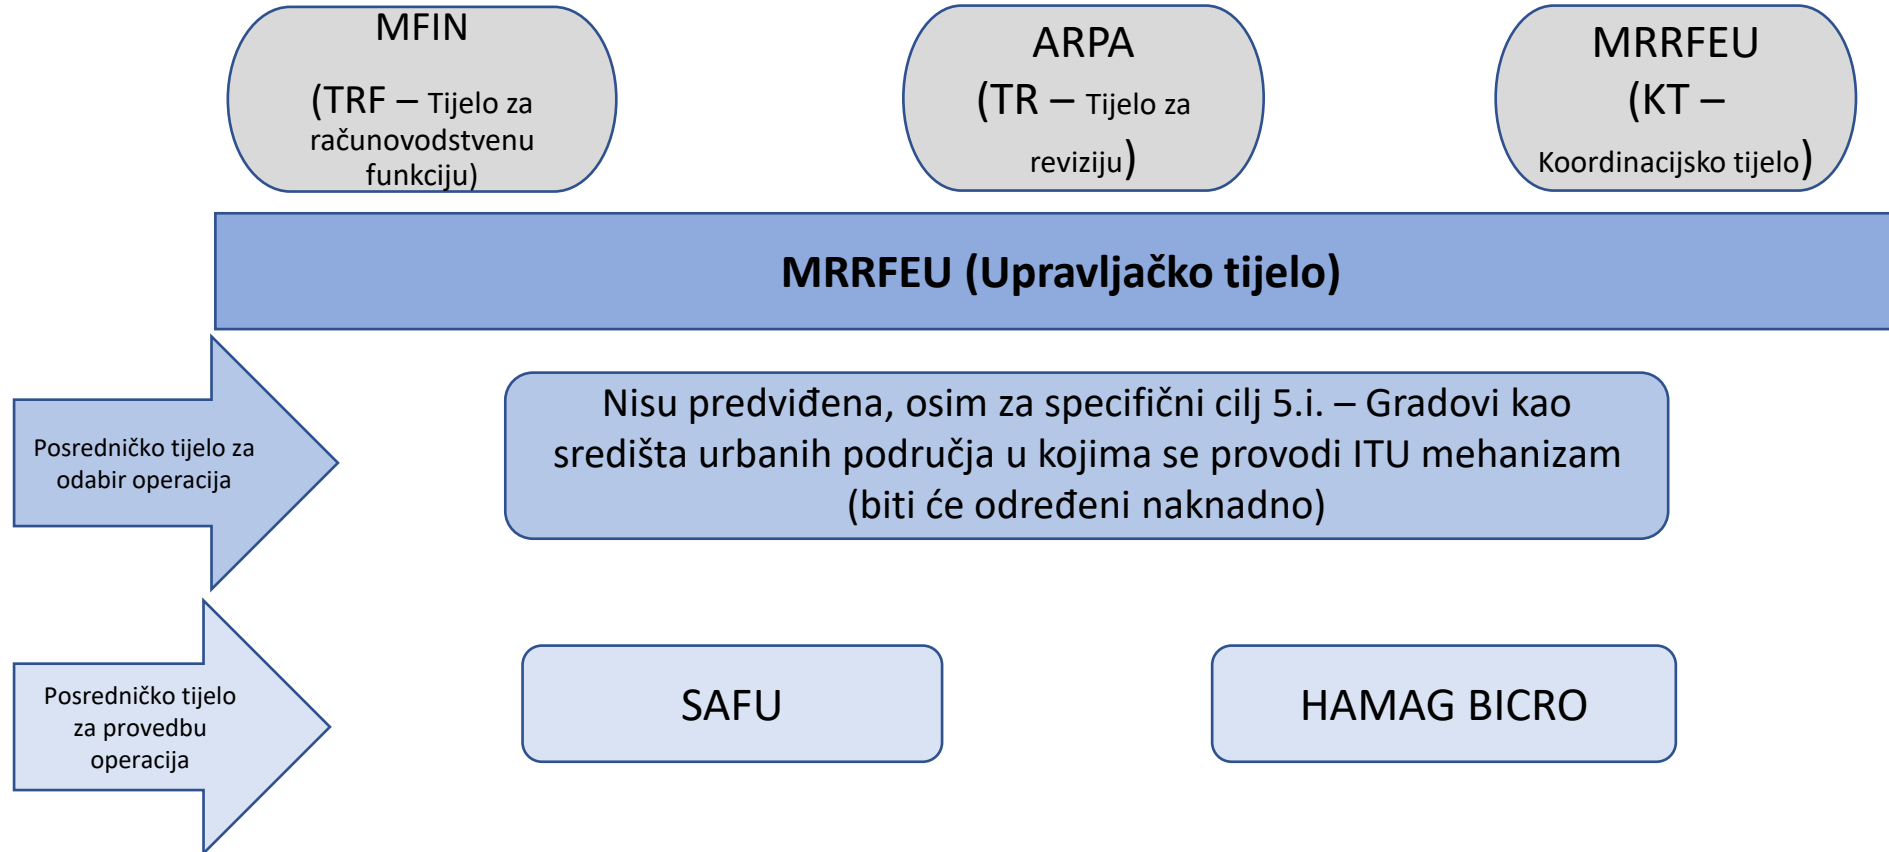 MFIN
(TRF – Tijelo za
računovodstvenu
funkciju)
ARPA
(TR – Tijelo za
reviziju)
MRRFEU
(KT –
Koordinacijsko tijelo)
MRRFEU (Upravljačko tijelo)
Posredničko tijelo za
odabir operacija
Nisu predviđena, osim za specifični cilj 5.i. – Gradovi kao
središta urbanih područja u kojima se provodi ITU mehanizam
(biti će određeni naknadno)
Posredničko tijelo
za provedbu
operacija
SAFU
HAMAG BICRO